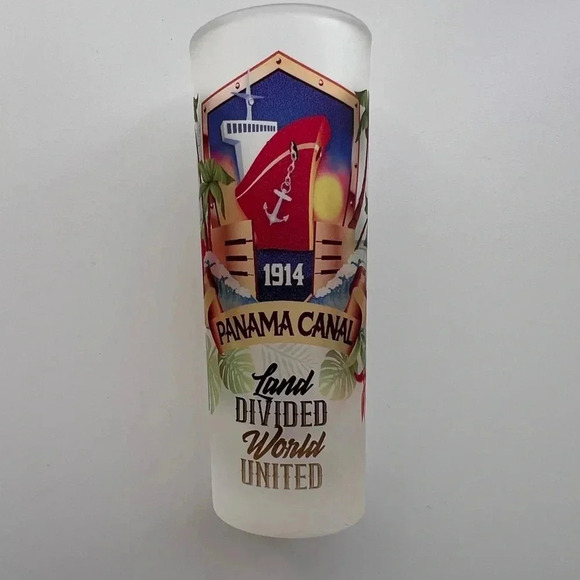 1914
PANAMA CANAL
Land
DIVIDED
World
UNITED